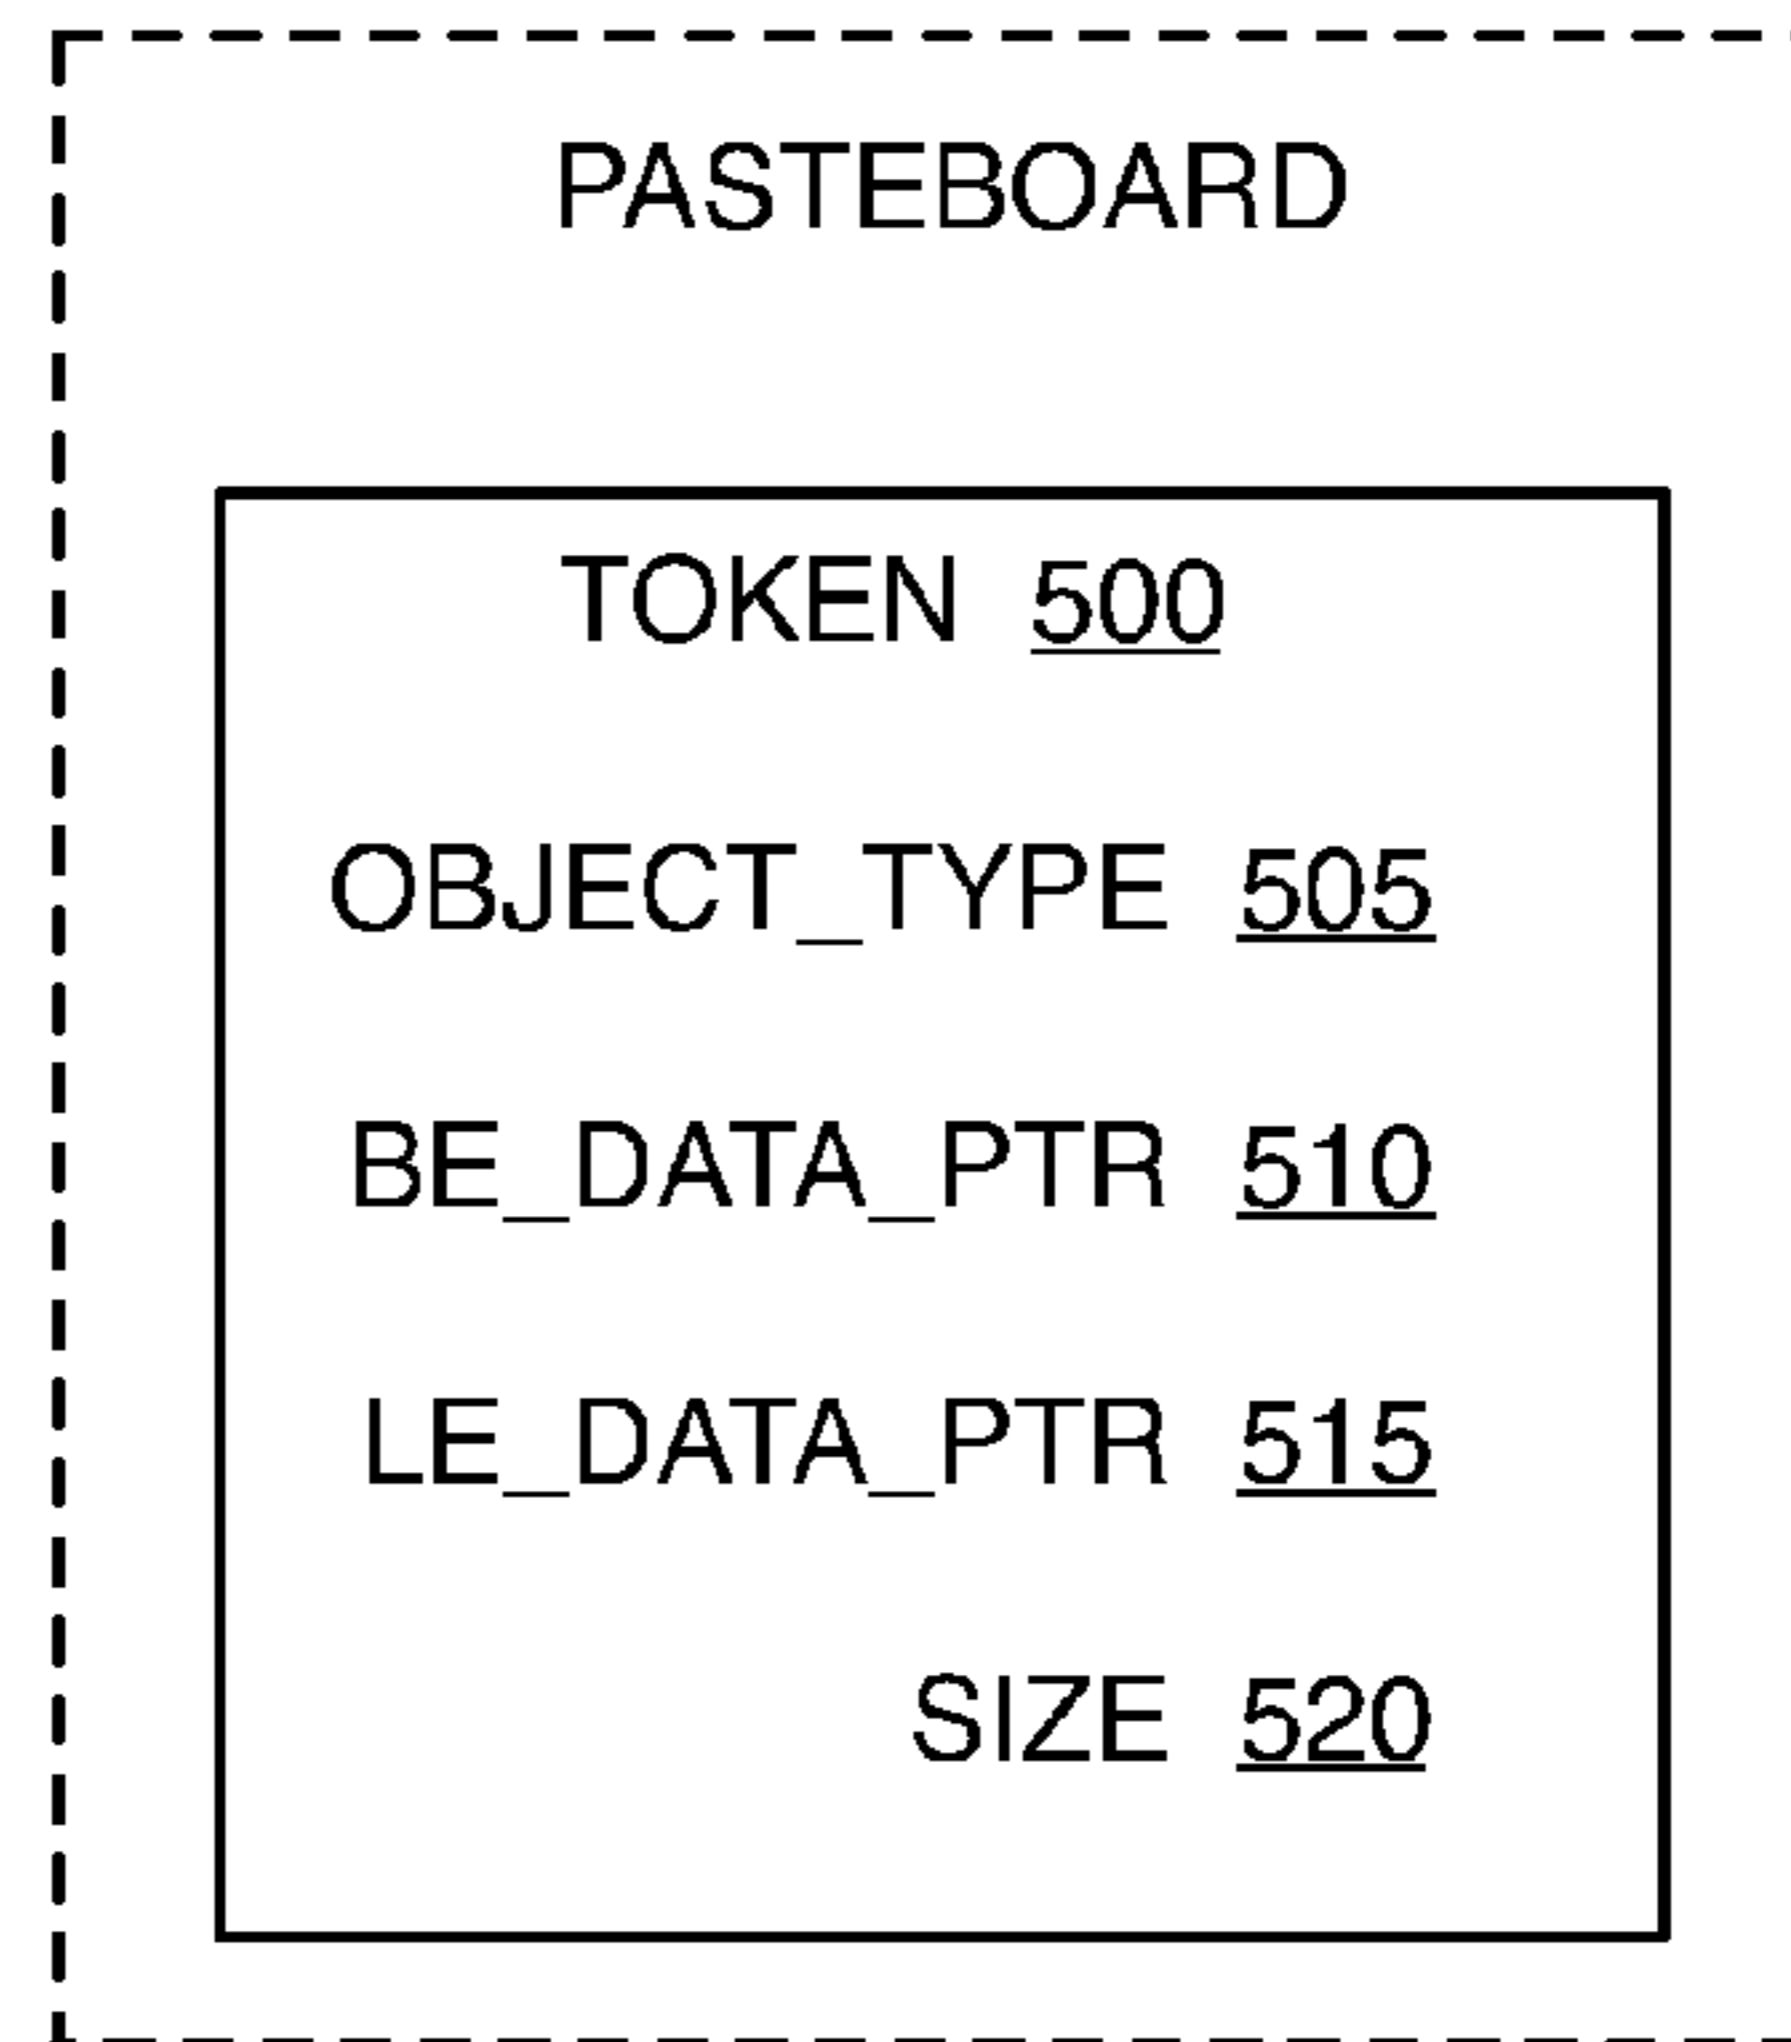 PASTEBOARD
TOKEN 500
OBJECT_TYPE 505
BE_DATA_PTR 510
LE_DATA_PTR 515
SIZE 520